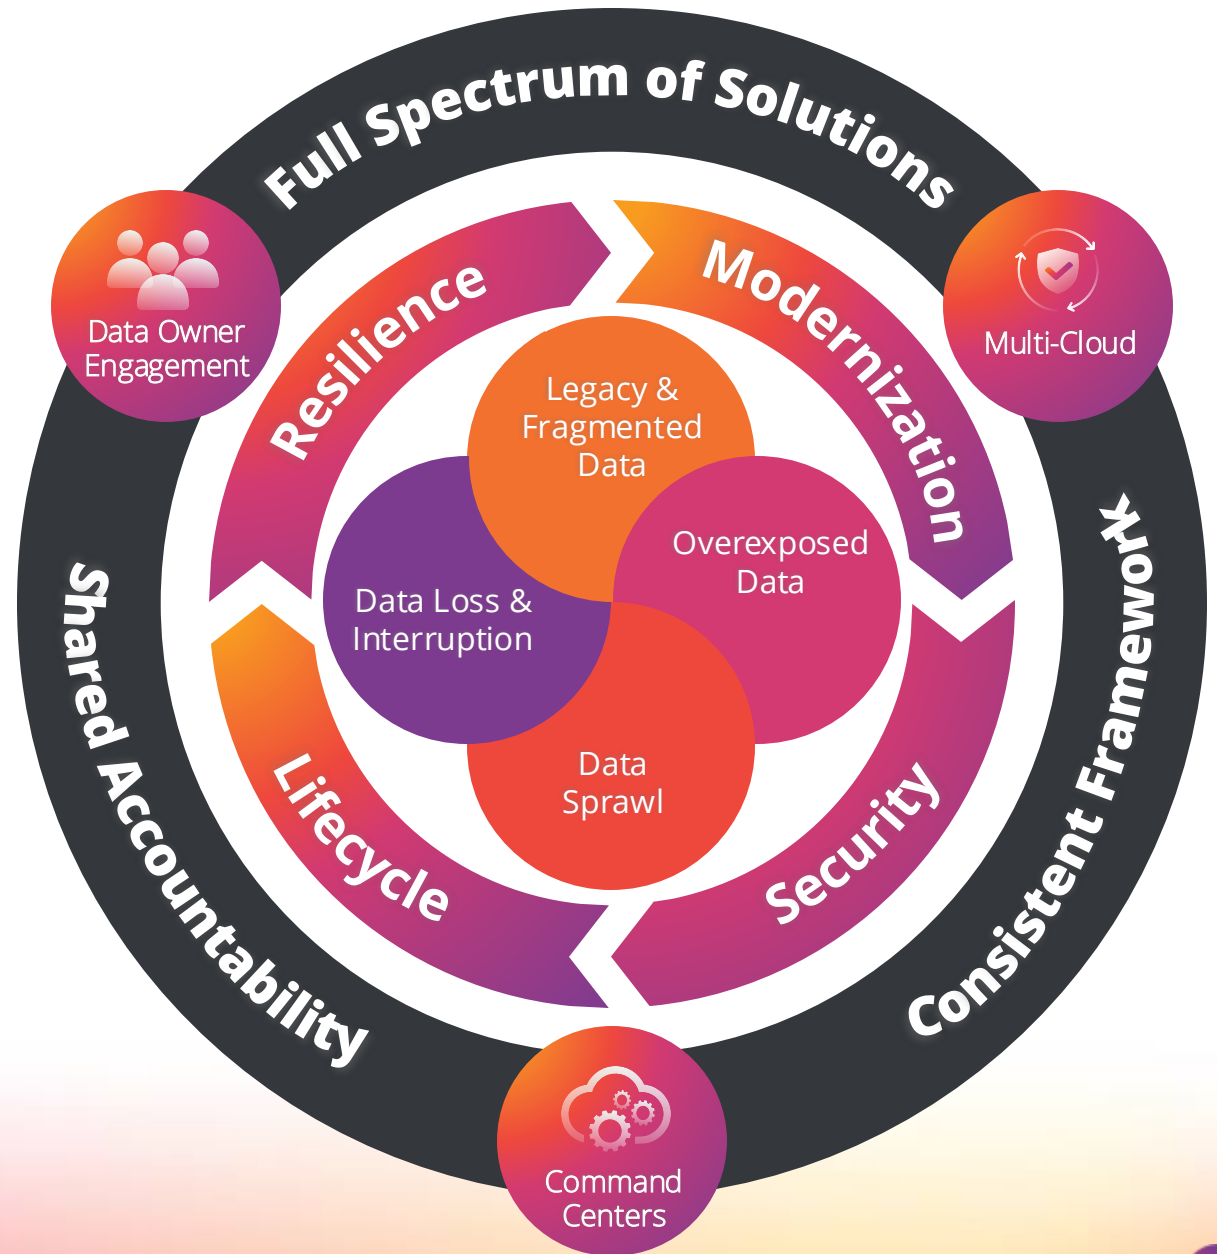 Full Spectrum of Solutions
Data Owner
Engagement
Multi-Cloud
Resilience
Modernization
Legacy &
Fragmented
Data
Overexposed
Data
Data Loss &
Interruption
Data
Sprawl
Lifecycle
Security
Shared Accountability
Consistent Framework
Command
Centers